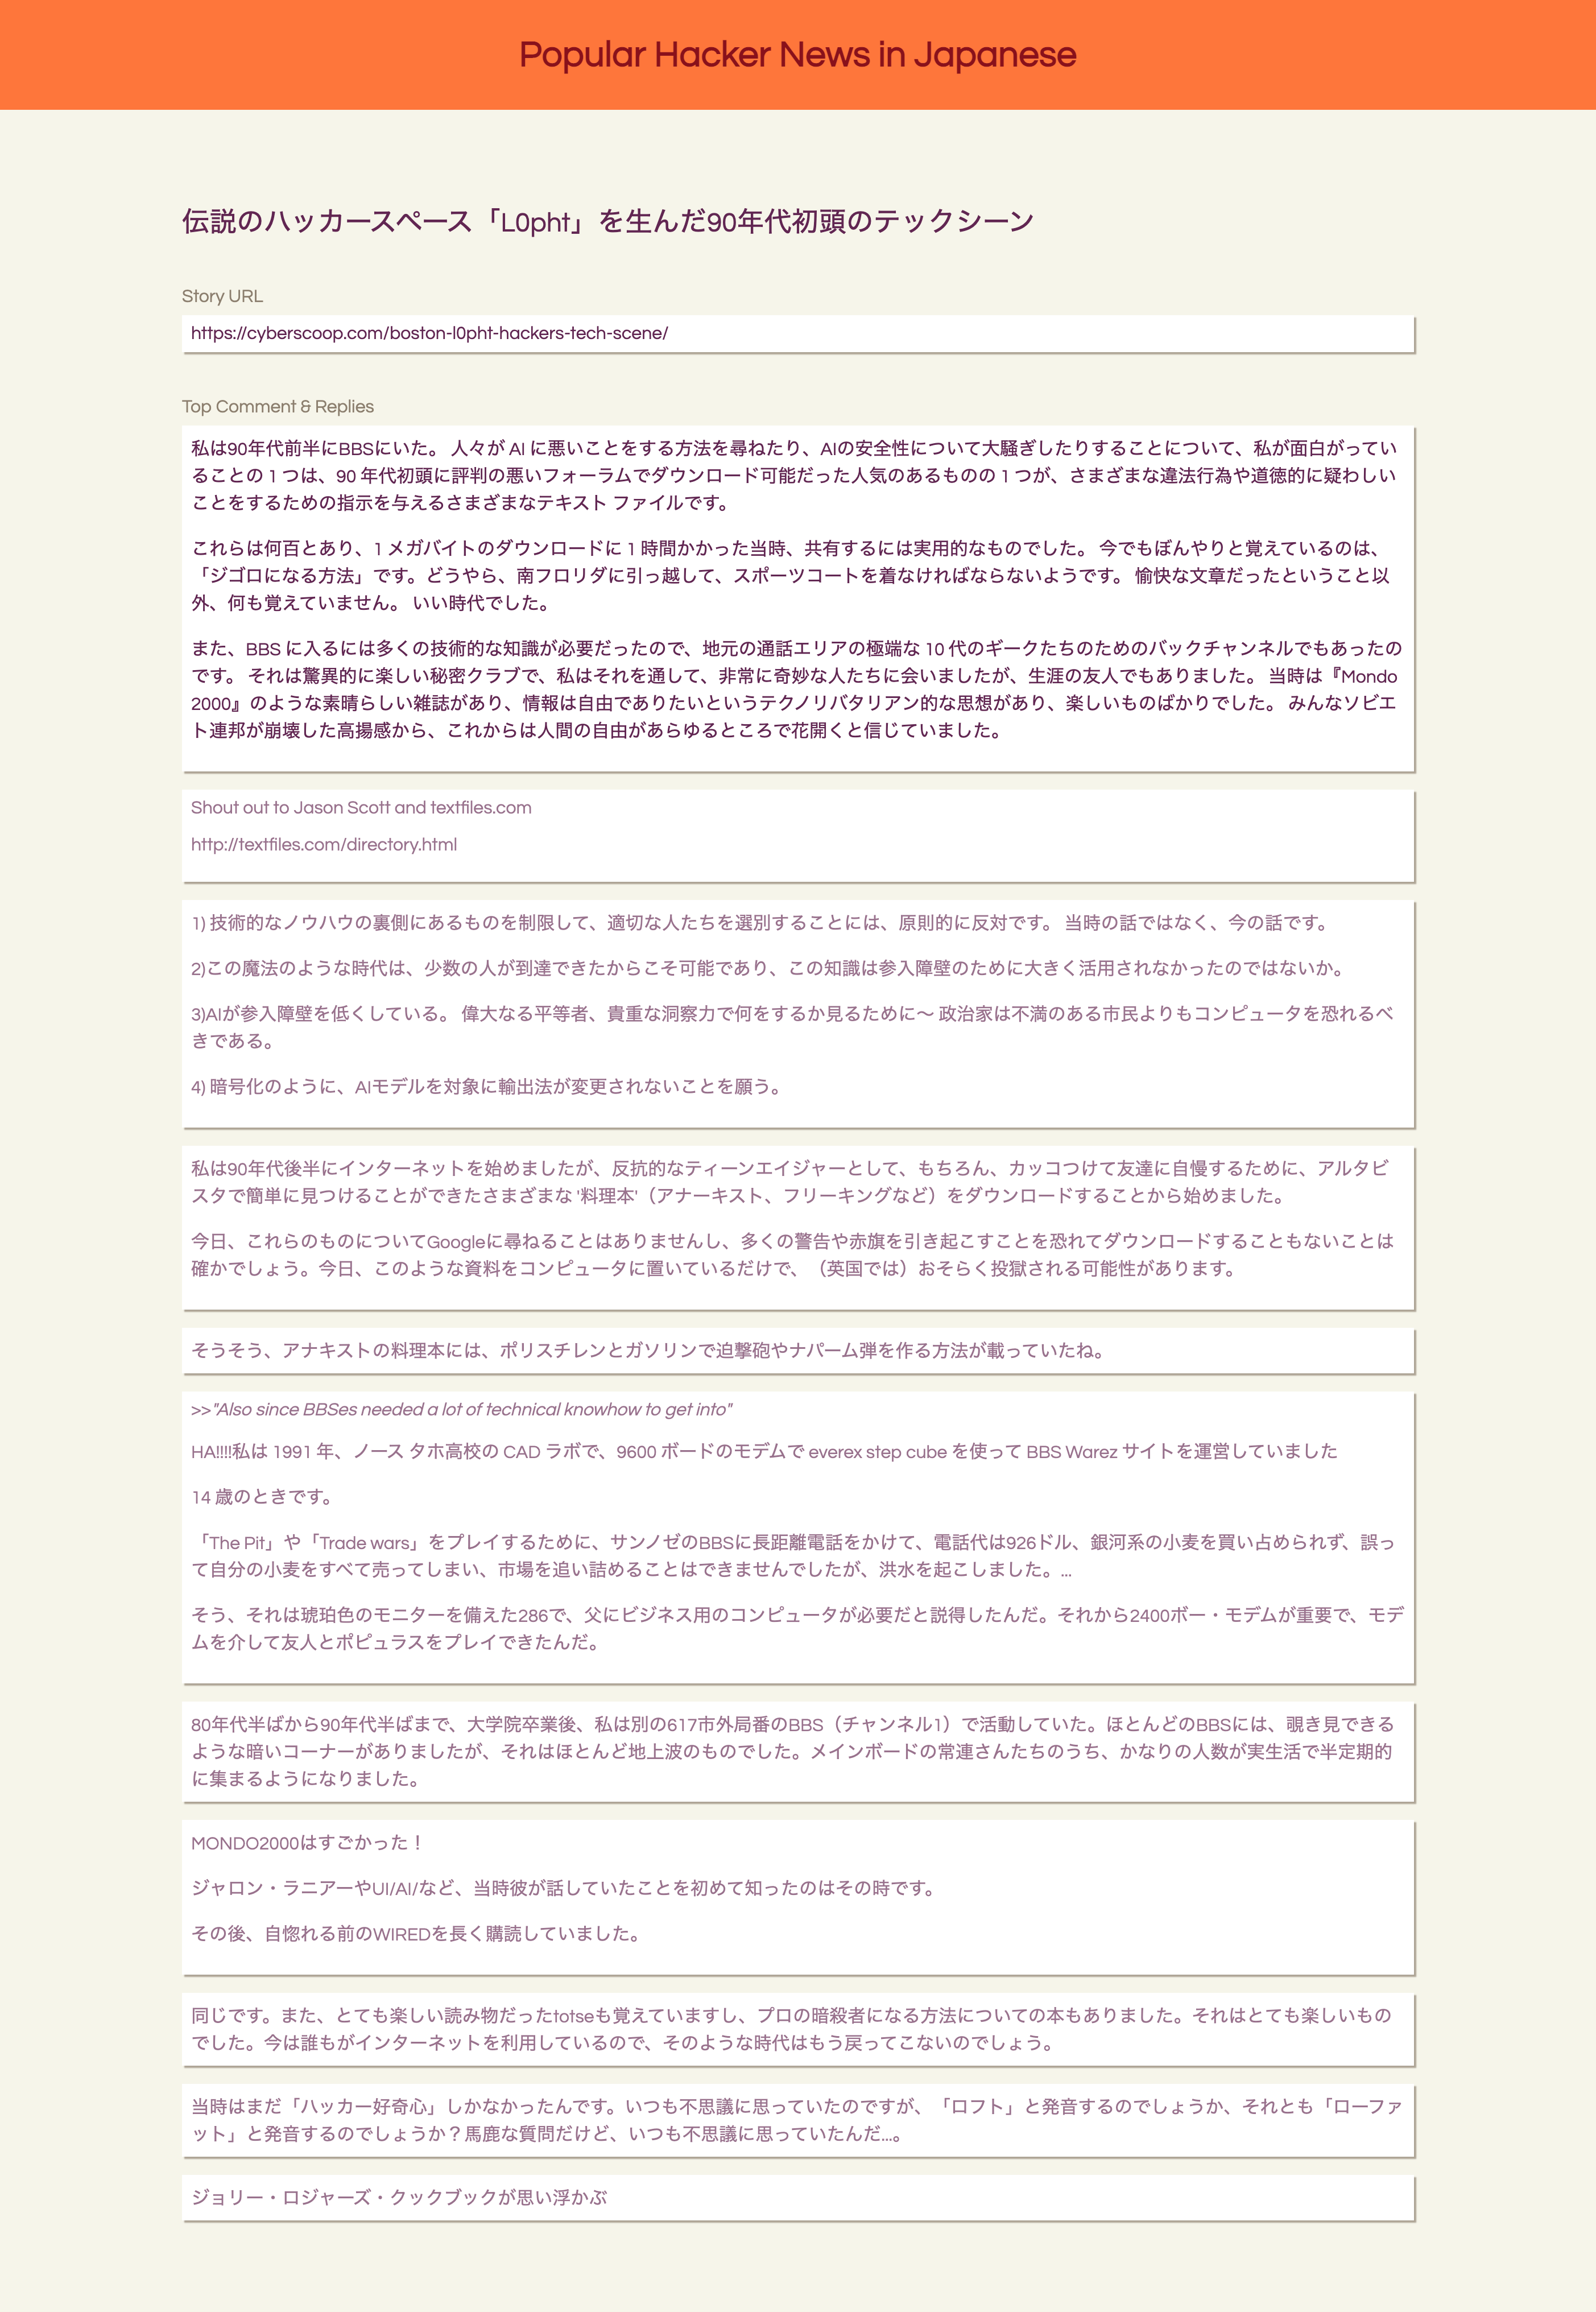 Popular Hacker News in Japanese
伝説のハッカースペース「L0pht」を生んだ90年代初頭のテックシーン
Story URL
https://cyberscoop.com/boston-l0pht-hackers-tech-scene/
Top Comment & Replies
私は90年代前半にBBSにいた。 人々が AI に悪いことをする方法を尋ねたり、AIの安全性について大騒ぎしたりすることについて、私が面白がってい
ることの 1 つは、90 年代初頭に評判の悪いフォーラムでダウンロード可能だった人気のあるものの 1 つが、さまざまな違法行為や道徳的に疑わしい
ことをするための指示を与えるさまざまなテキスト ファイルです。
これらは何百とあり、1 メガバイトのダウンロードに 1 時間かかった当時、共有するには実用的なものでした。 今でもぼんやりと覚えているのは、
「ジゴロになる方法」です。どうやら、南フロリダに引っ越して、スポーツコートを着なければならないようです。 愉快な文章だったということ以
外、何も覚えていません。 いい時代でした。
また、BBS に入るには多くの技術的な知識が必要だったので、地元の通話エリアの極端な 10 代のギークたちのためのバックチャンネルでもあったの
です。 それは驚異的に楽しい秘密クラブで、私はそれを通して、非常に奇妙な人たちに会いましたが、生涯の友人でもありました。 当時は『Mondo
2000』のような素晴らしい雑誌があり、情報は自由でありたいというテクノリバタリアン的な思想があり、楽しいものばかりでした。 みんなソビエ
ト連邦が崩壊した高揚感から、これからは人間の自由があらゆるところで花開くと信じていました。
Shout out to Jason Scott and textfiles.com
http://textfiles.com/directory.html
1) 技術的なノウハウの裏側にあるものを制限して、適切な人たちを選別することには、原則的に反対です。 当時の話ではなく、今の話です。
2)この魔法のような時代は、少数の人が到達できたからこそ可能であり、この知識は参入障壁のために大きく活用されなかったのではないか。
3)AIが参入障壁を低くしている。 偉大なる平等者、貴重な洞察力で何をするか見るために〜 政治家は不満のある市民よりもコンピュータを恐れるべ
きである。
4) 暗号化のように、AIモデルを対象に輸出法が変更されないことを願う。
私は90年代後半にインターネットを始めましたが、反抗的なティーンエイジャーとして、もちろん、カッコつけて友達に自慢するために、アルタビ
スタで簡単に見つけることができたさまざまな '料理本'（アナーキスト、フリーキングなど）をダウンロードすることから始めました。
今日、これらのものについてGoogleに尋ねることはありませんし、多くの警告や赤旗を引き起こすことを恐れてダウンロードすることもないことは
確かでしょう。今日、このような資料をコンピュータに置いているだけで、（英国では）おそらく投獄される可能性があります。
そうそう、アナキストの料理本には、ポリスチレンとガソリンで迫撃砲やナパーム弾を作る方法が載っていたね。
>>"Also since BBSes needed a lot of technical knowhow to get into"
HA!!!!私は 1991 年、ノース タホ高校の CAD ラボで、9600 ボードのモデムで everex step cube を使って BBS Warez サイトを運営していました
14 歳のときです。
「The Pit」や「Trade wars」をプレイするために、サンノゼのBBSに長距離電話をかけて、電話代は926ドル、銀河系の小麦を買い占められず、誤っ
て自分の小麦をすべて売ってしまい、市場を追い詰めることはできませんでしたが、洪水を起こしました。...
そう、それは琥珀色のモニターを備えた286で、父にビジネス用のコンピュータが必要だと説得したんだ。それから2400ボー・モデムが重要で、モデ
ムを介して友人とポピュラスをプレイできたんだ。
80年代半ばから90年代半ばまで、大学院卒業後、私は別の617市外局番のBBS（チャンネル1）で活動していた。ほとんどのBBSには、覗き見できる
ような暗いコーナーがありましたが、それはほとんど地上波のものでした。メインボードの常連さんたちのうち、かなりの人数が実生活で半定期的
に集まるようになりました。
MONDO2000はすごかった！
ジャロン・ラニアーやUI/AI/など、当時彼が話していたことを初めて知ったのはその時です。
その後、自惚れる前のWIREDを長く購読していました。
同じです。また、とても楽しい読み物だったtotseも覚えていますし、プロの暗殺者になる方法についての本もありました。それはとても楽しいもの
でした。今は誰もがインターネットを利用しているので、そのような時代はもう戻ってこないのでしょう。
当時はまだ「ハッカー好奇心」しかなかったんです。いつも不思議に思っていたのですが、「ロフト」と発音するのでしょうか、それとも「ローファ
ット」と発音するのでしょうか？馬鹿な質問だけど、いつも不思議に思っていたんだ...。
ジョリー・ロジャーズ・クックブックが思い浮かぶ